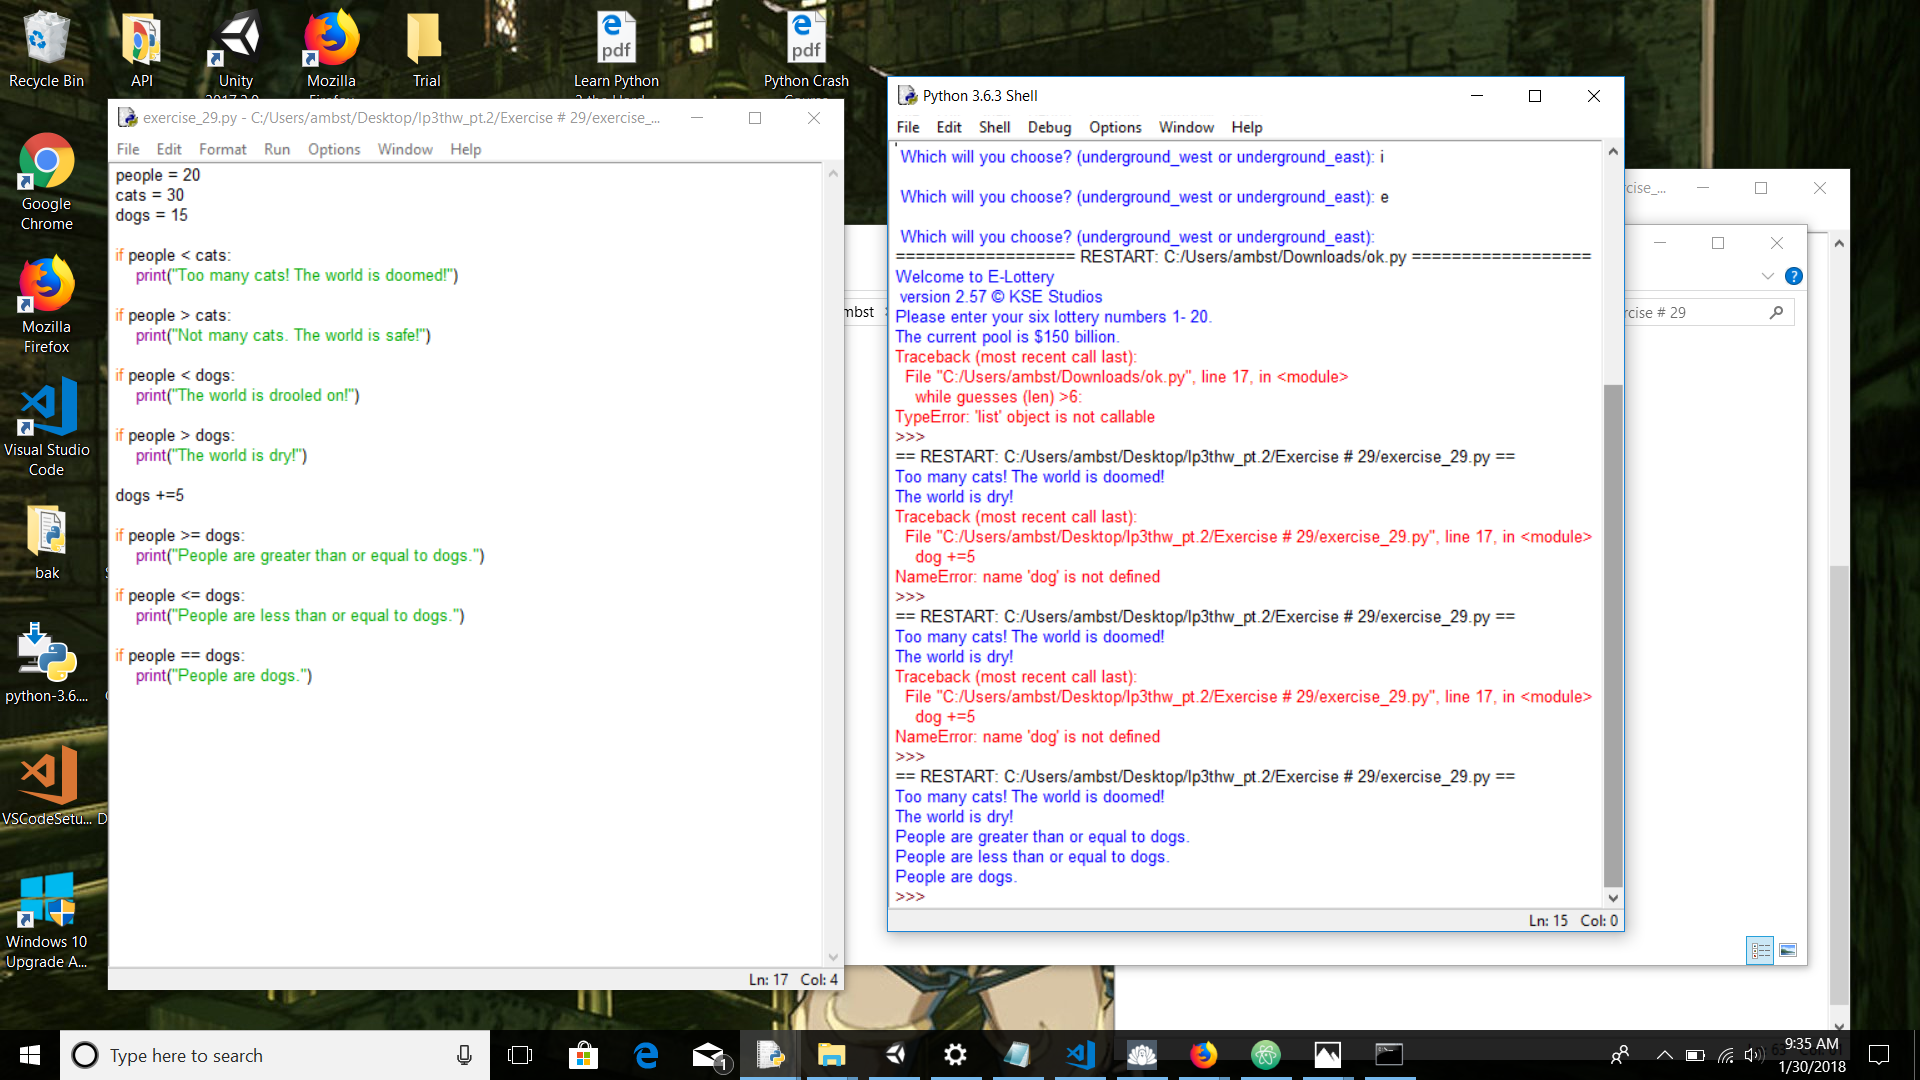 Recycle Bin
API
Unity
Mozilla
Trial
Learn Python
Python Crash
Google
Chrome
Mozilla
Firefox
Visual Studio
Code
bak
python-3.6....
VSCodeSetu...
Windows 10
Upgrade A...
exercise_29.py - C:/Users/ambst/Desktop/lp3thw_pt.2/Exercise # 29/exercise_...
File Edit Format Run Options Window Help
people = 20
cats = 30
dogs = 15
if people < cats:
print("Too many cats! The world is doomed!")
if people > cats:
print("Not many cats. The world is safe!")
if people < dogs:
print("The world is drooled on!")
if people > dogs:
print("The world is dry!")
dogs +=5
if people >= dogs:
print("People are greater than or equal to dogs.")
if people <= dogs:
print("People are less than or equal to dogs.")
if people == dogs:
print("People are dogs.")
Ln: 17 Col: 4
Python 3.6.3 Shell
File Edit Shell Debug Options Window Help
Which will you choose? (underground_west or underground_east): i
Which will you choose? (underground_west or underground_east): e
Which will you choose? (underground_west or underground_east):
================== RESTART: C:/Users/ambst/Downloads/ok.py ==================
Welcome to E-Lottery
version 2.57 © KSE Studios
Please enter your six lottery numbers 1- 20.
The current pool is $150 billion.
Traceback (most recent call last):
File "C:/Users/ambst/Downloads/ok.py", line 17, in <module>
while guesses (len) >6:
TypeError: 'list' object is not callable
>>>
== RESTART: C:/Users/ambst/Desktop/lp3thw_pt.2/Exercise # 29/exercise_29.py ==
Too many cats! The world is doomed!
The world is dry!
Traceback (most recent call last):
File "C:/Users/ambst/Desktop/lp3thw_pt.2/Exercise # 29/exercise_29.py", line 17, in <module>
dog +=5
NameError: name 'dog' is not defined
>>>
== RESTART: C:/Users/ambst/Desktop/lp3thw_pt.2/Exercise # 29/exercise_29.py ==
Too many cats! The world is doomed!
The world is dry!
Traceback (most recent call last):
File "C:/Users/ambst/Desktop/lp3thw_pt.2/Exercise # 29/exercise_29.py", line 17, in <module>
dog +=5
NameError: name 'dog' is not defined
>>>
== RESTART: C:/Users/ambst/Desktop/lp3thw_pt.2/Exercise # 29/exercise_29.py ==
Too many cats! The world is doomed!
The world is dry!
People are greater than or equal to dogs.
People are less than or equal to dogs.
People are dogs.
>>>
Ln: 15 Col: 0
cise_...
mbst
rcise # 29
Type here to search
1
9:35 AM
1/30/2018